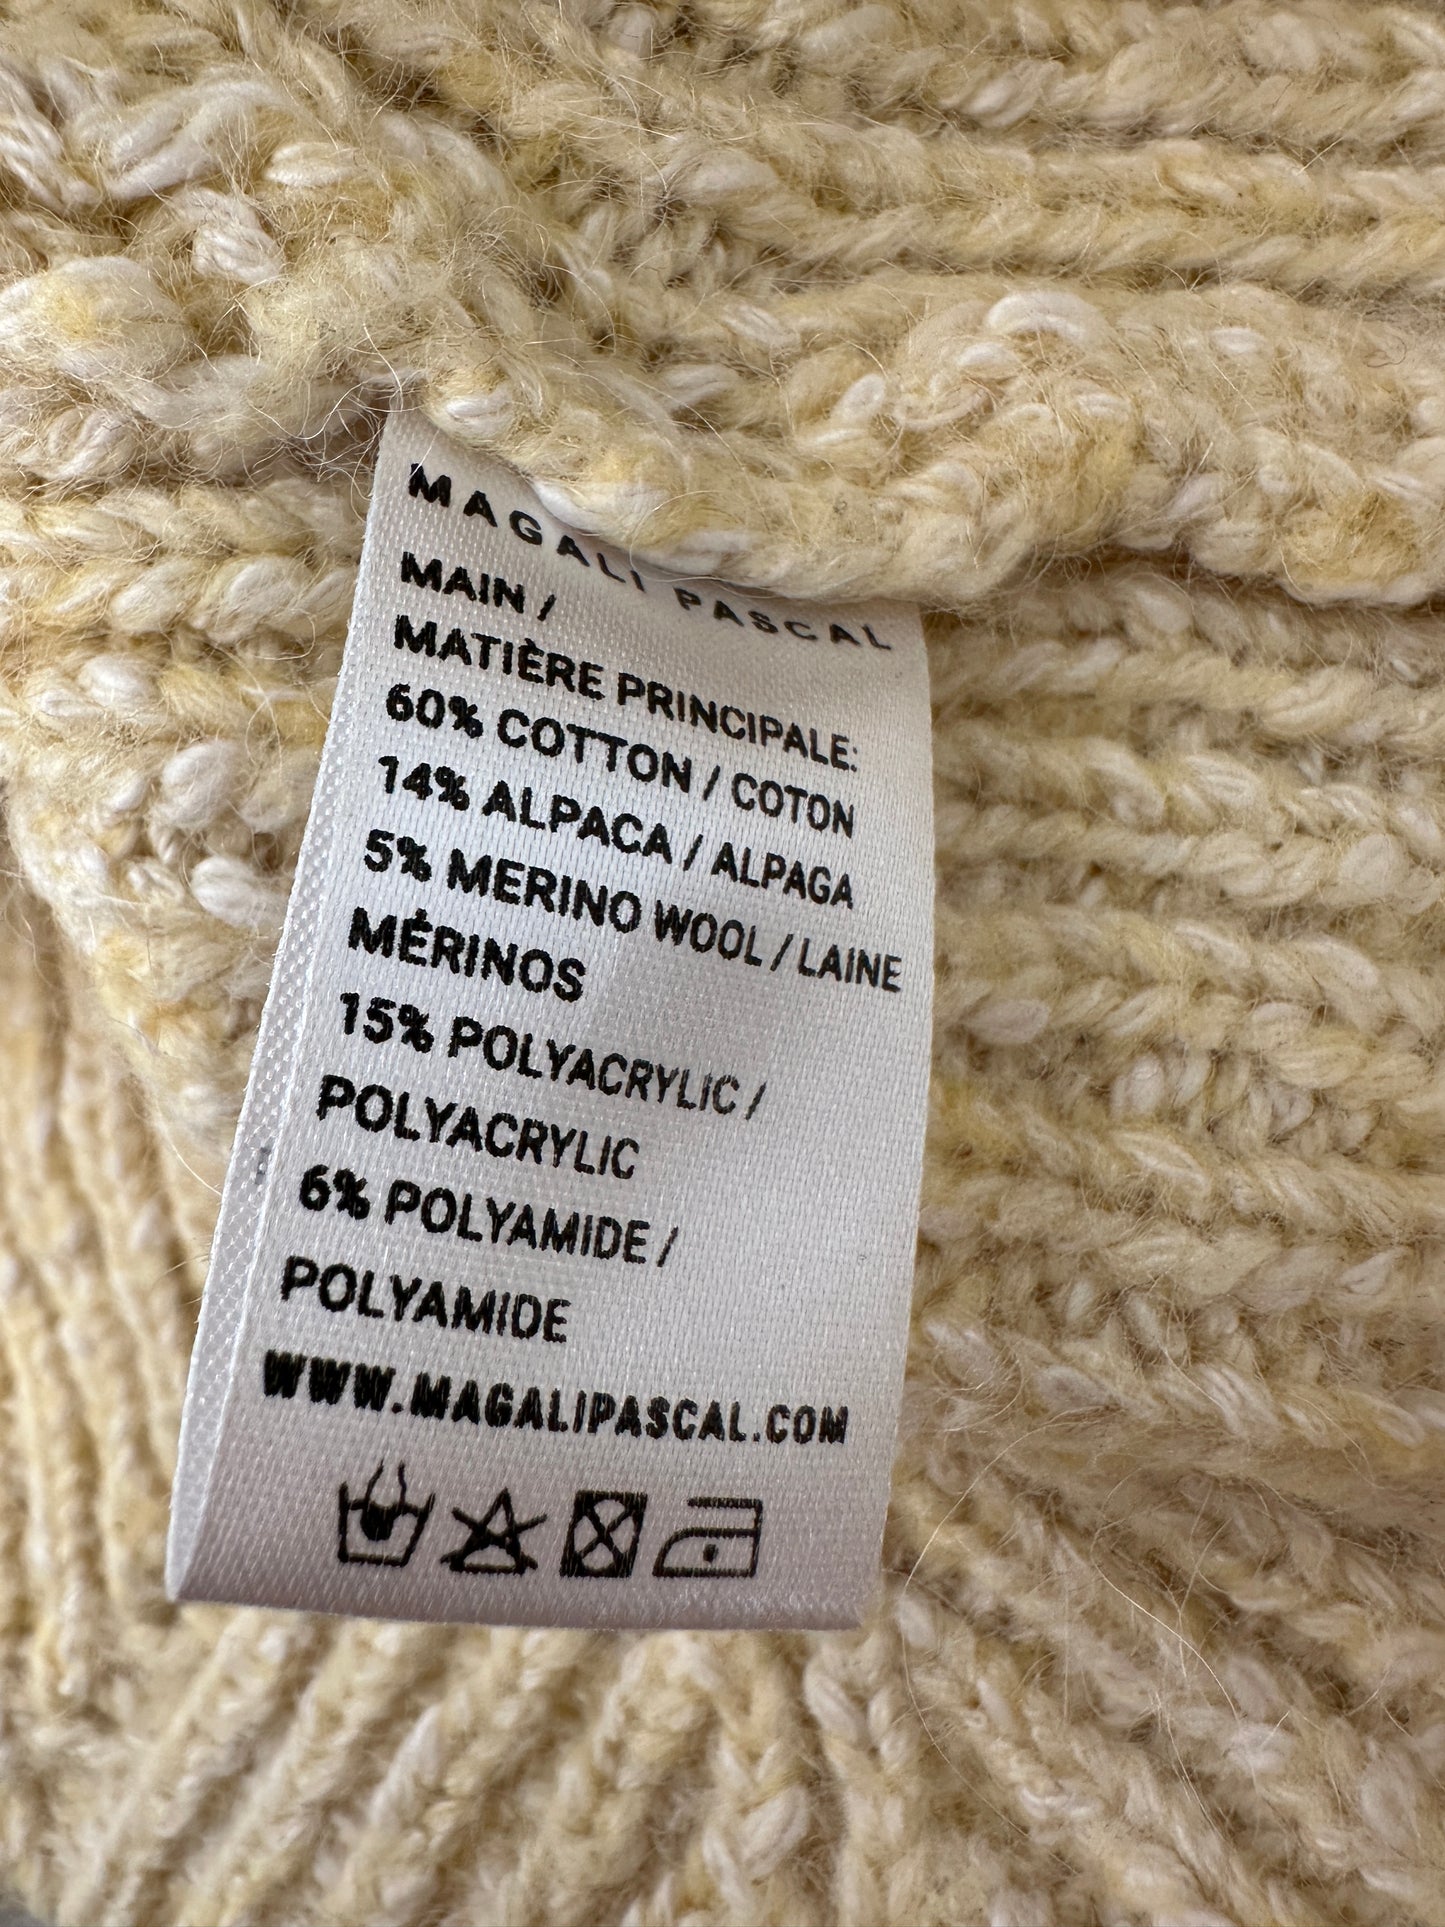 MAGALI PASCAL
MAIN /
MATIÈRE PRINCIPALE:
60% COTTON / COTON
14% ALPACA / ALPAGA
5% MERINO WOOL / LAINE
MÉRINOS
15% POLYACRYLIC /
POLYACRYLIC
6% POLYAMIDE /
POLYAMIDE
WWW.MAGALIPASCAL.COM